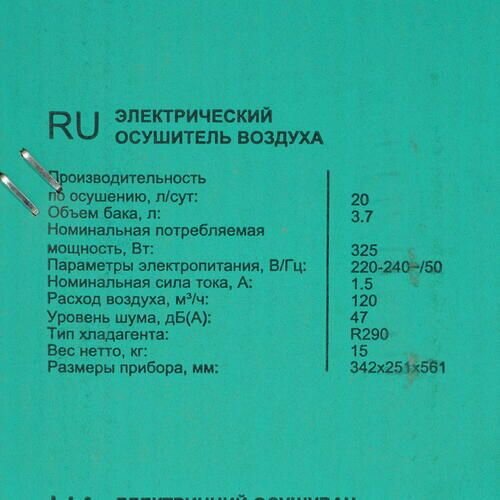 RU ЭЛЕКТРИЧЕСКИЙ
ОСУШИТЕЛЬ ВОЗДУХА
Производительность
по осушению, л/сут: 20
Объем бака, л: 3.7
Номинальная потребляемая
мощность, Вт: 325
Параметры электропитания, В/Гц: 220-240~/50
Номинальная сила тока, А: 1.5
Расход воздуха, м³/ч: 120
Уровень шума, дБ(А): 47
Тип хладагента: R290
Вес нетто, кг: 15
Размеры прибора, мм: 342x251x561